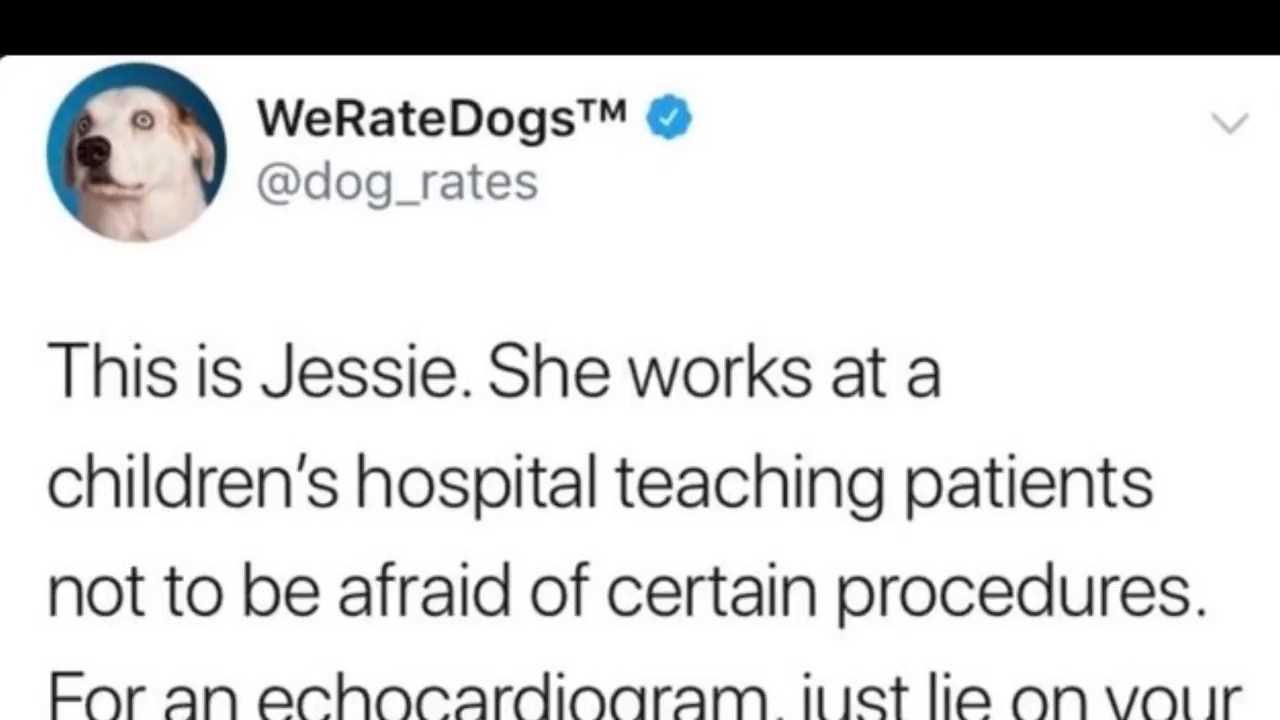 WeRateDogs™
@dog_rates
This is Jessie. She works at a
children’s hospital teaching patients
not to be afraid of certain procedures.
For an echocardiogram, just lie on your